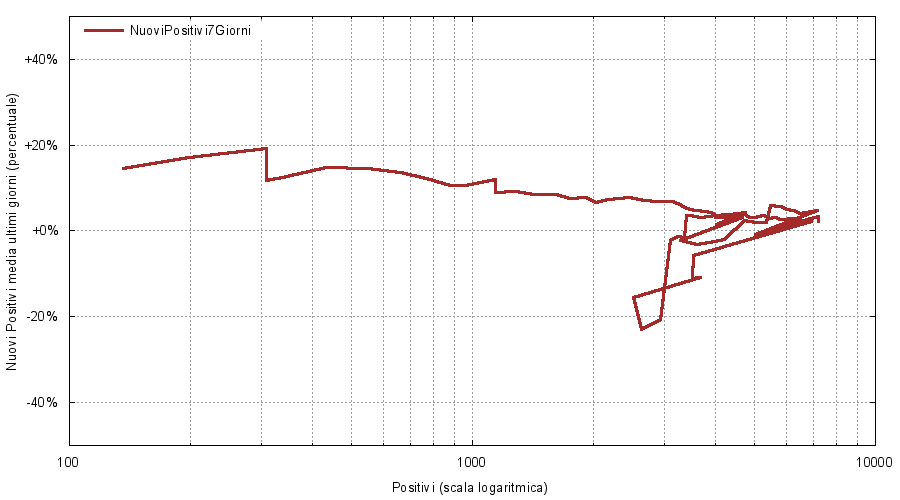 NuoviPositivi7Giorni
+40%
+20%
+0%
-20%
-40%
Nuovi Positivi media ultimi giorni (percentuale)
100
1000
10000
Positivi (scala logaritmica)